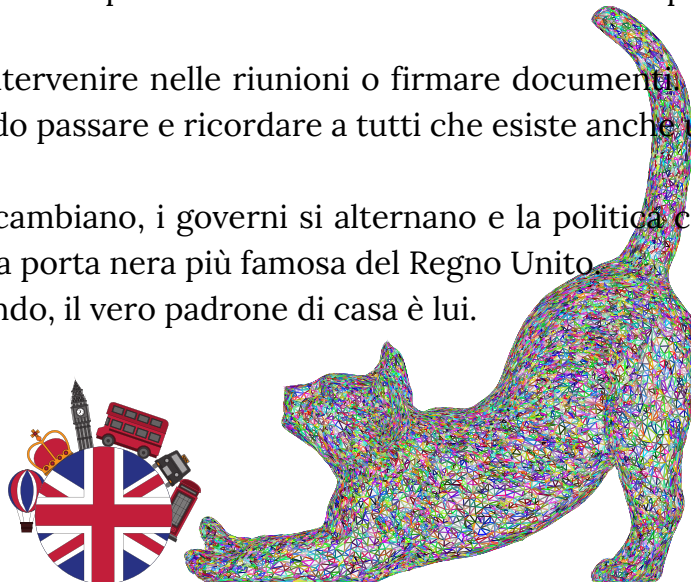 tervenire nelle riunioni o firmare documenti.
do passare e ricordare a tutti che esiste anche
cambiano, i governi si alternano e la politica c
a porta nera più famosa del Regno Unito.
ndo, il vero padrone di casa è lui.